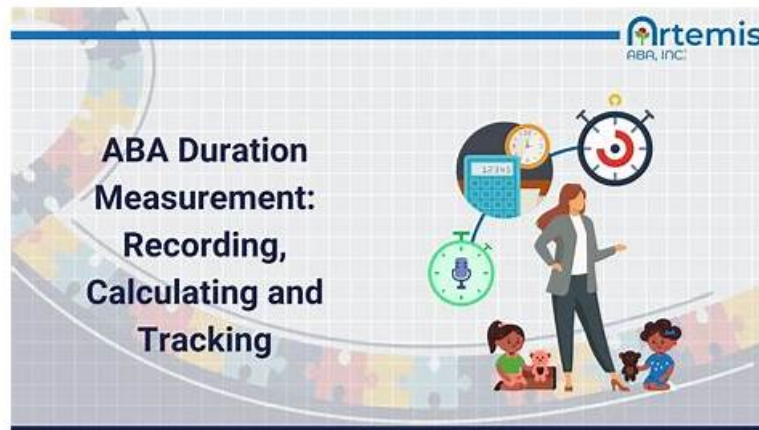 Artemis
ABA, INC.
ABA Duration
Measurement:
Recording,
Calculating and
Tracking
12345